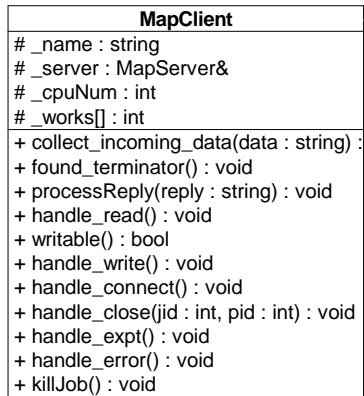 MapClient
# _name : string
# _server : MapServer&
# _cpuNum : int
# _works[] : int
+ collect_incoming_data(data : string) :
+ found_terminator() : void
+ processReply(reply : string) : void
+ handle_read() : void
+ writable() : bool
+ handle_write() : void
+ handle_connect() : void
+ handle_close(jid : int, pid : int) : void
+ handle_expt() : void
+ handle_error() : void
+ killJob() : void